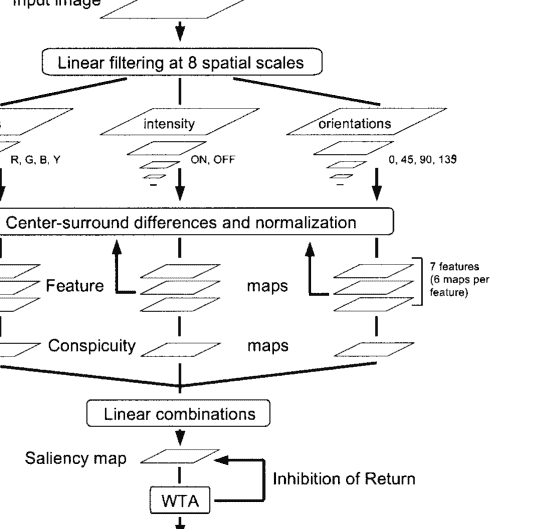 Input image
Linear filtering at 8 spatial scales
s intensity orientations
R, G, B, Y ON, OFF 0, 45, 90, 135
Center-surround differences and normalization
Feature maps
7 features
(6 maps per
feature)
Conspicuity maps
Linear combinations
Saliency map
Inhibition of Return
WTA